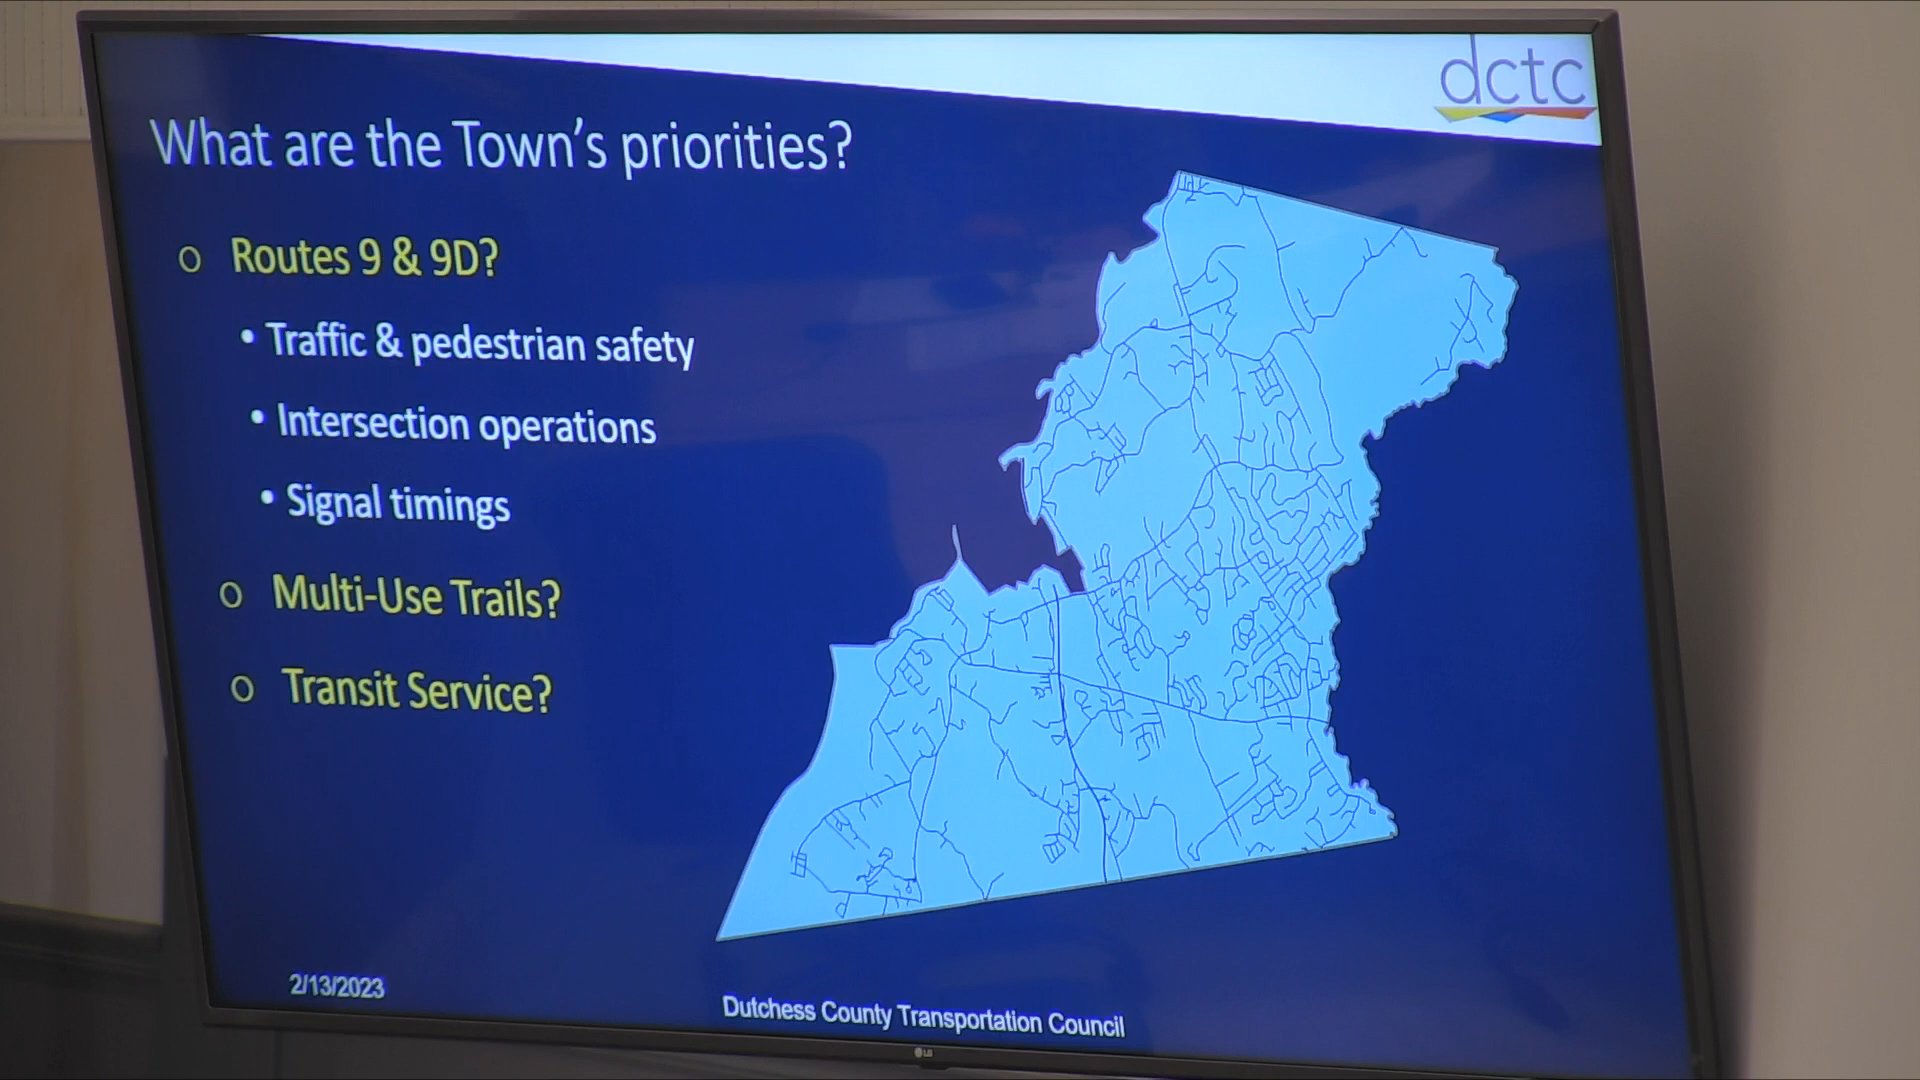 dctc
What are the Town's priorities?
o Routes 9 & 9D?
• Traffic & pedestrian safety
• Intersection operations
• Signal timings
o Multi-Use Trails?
o Transit Service?
2/13/2023
Dutchess County Transportation Council
LG